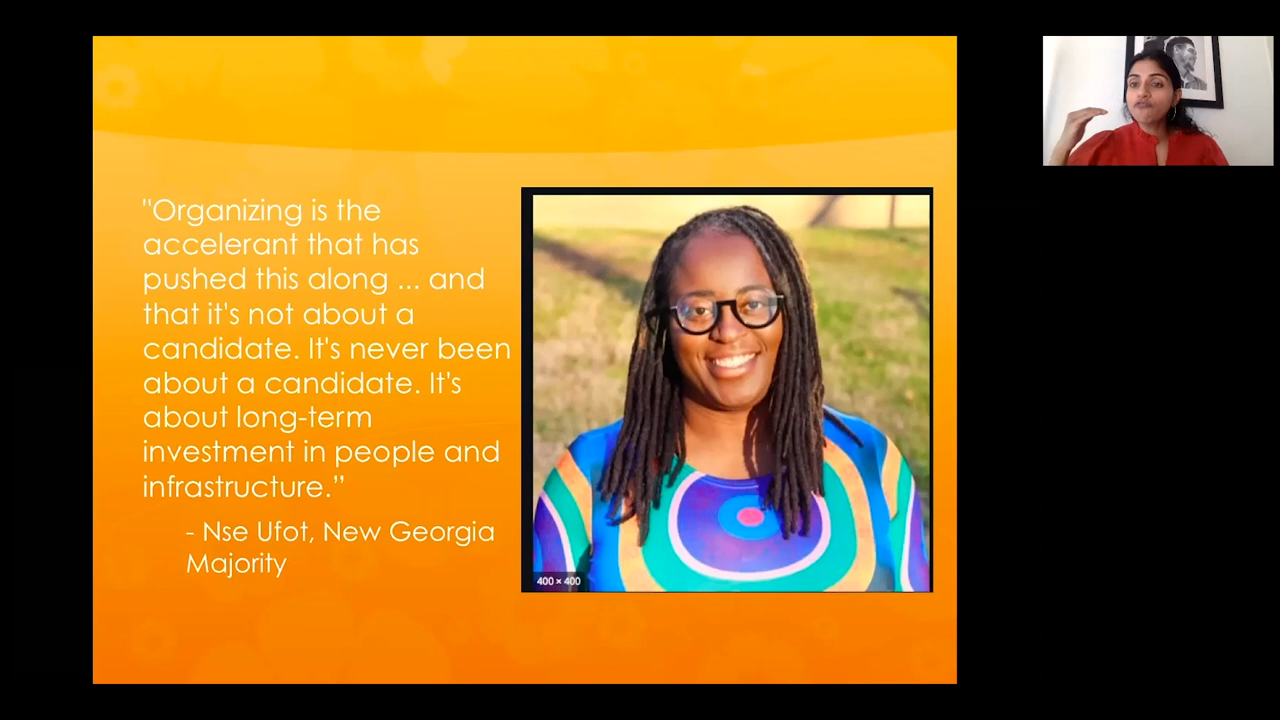 "Organizing is the
accelerant that has
pushed this along ... and
that it's not about a
candidate. It's never been
about a candidate. It's
about long-term
investment in people and
infrastructure.”
- Nse Ufot, New Georgia
Majority
400 × 400